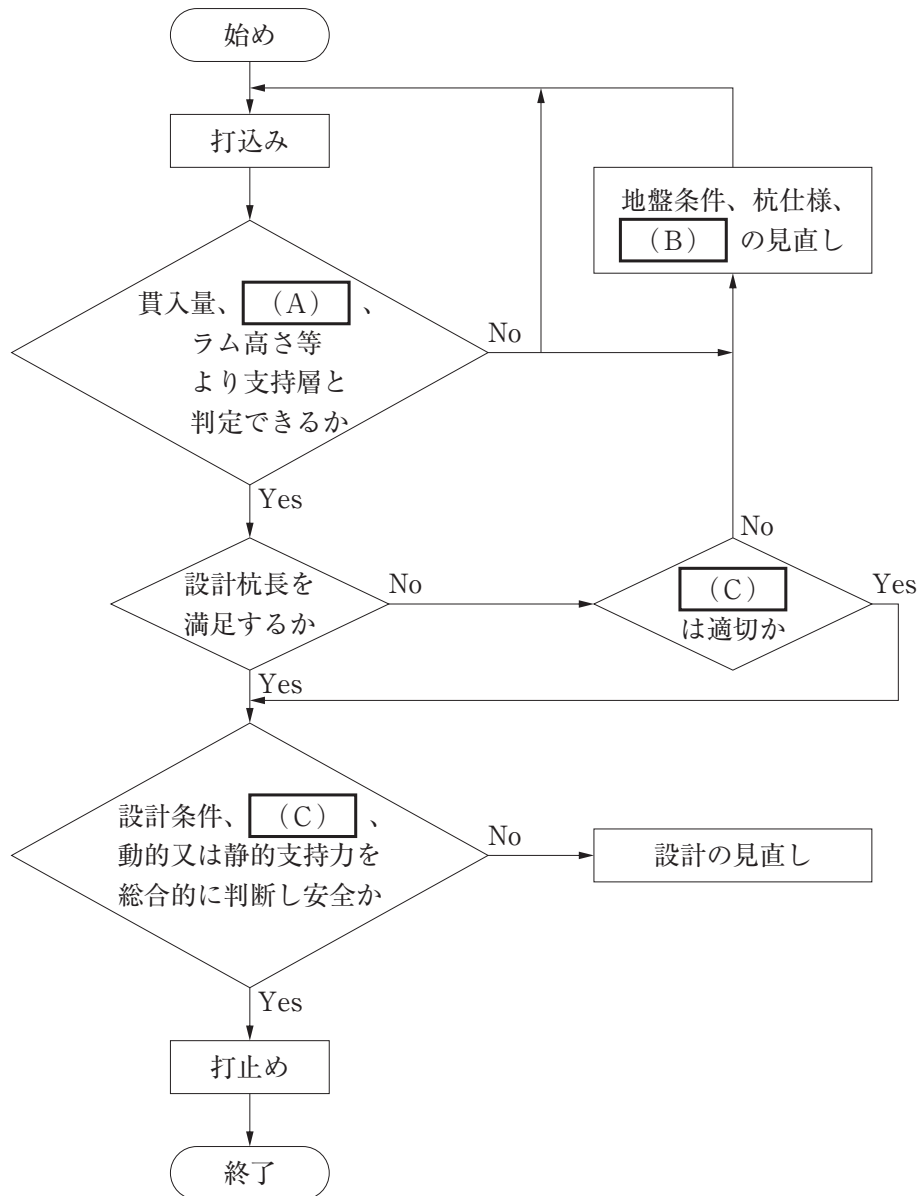 始め
打込み
地盤条件、杭仕様、
（B） の見直し
貫入量、（A）、
ラム高さ等
より支持層と
判定できるか
No
Yes
設計杭長を
満足するか
No
No
（C）
は適切か
Yes
Yes
設計条件、（C）、
動的又は静的支持力を
総合的に判断し安全か
No
設計の見直し
Yes
打止め
終了